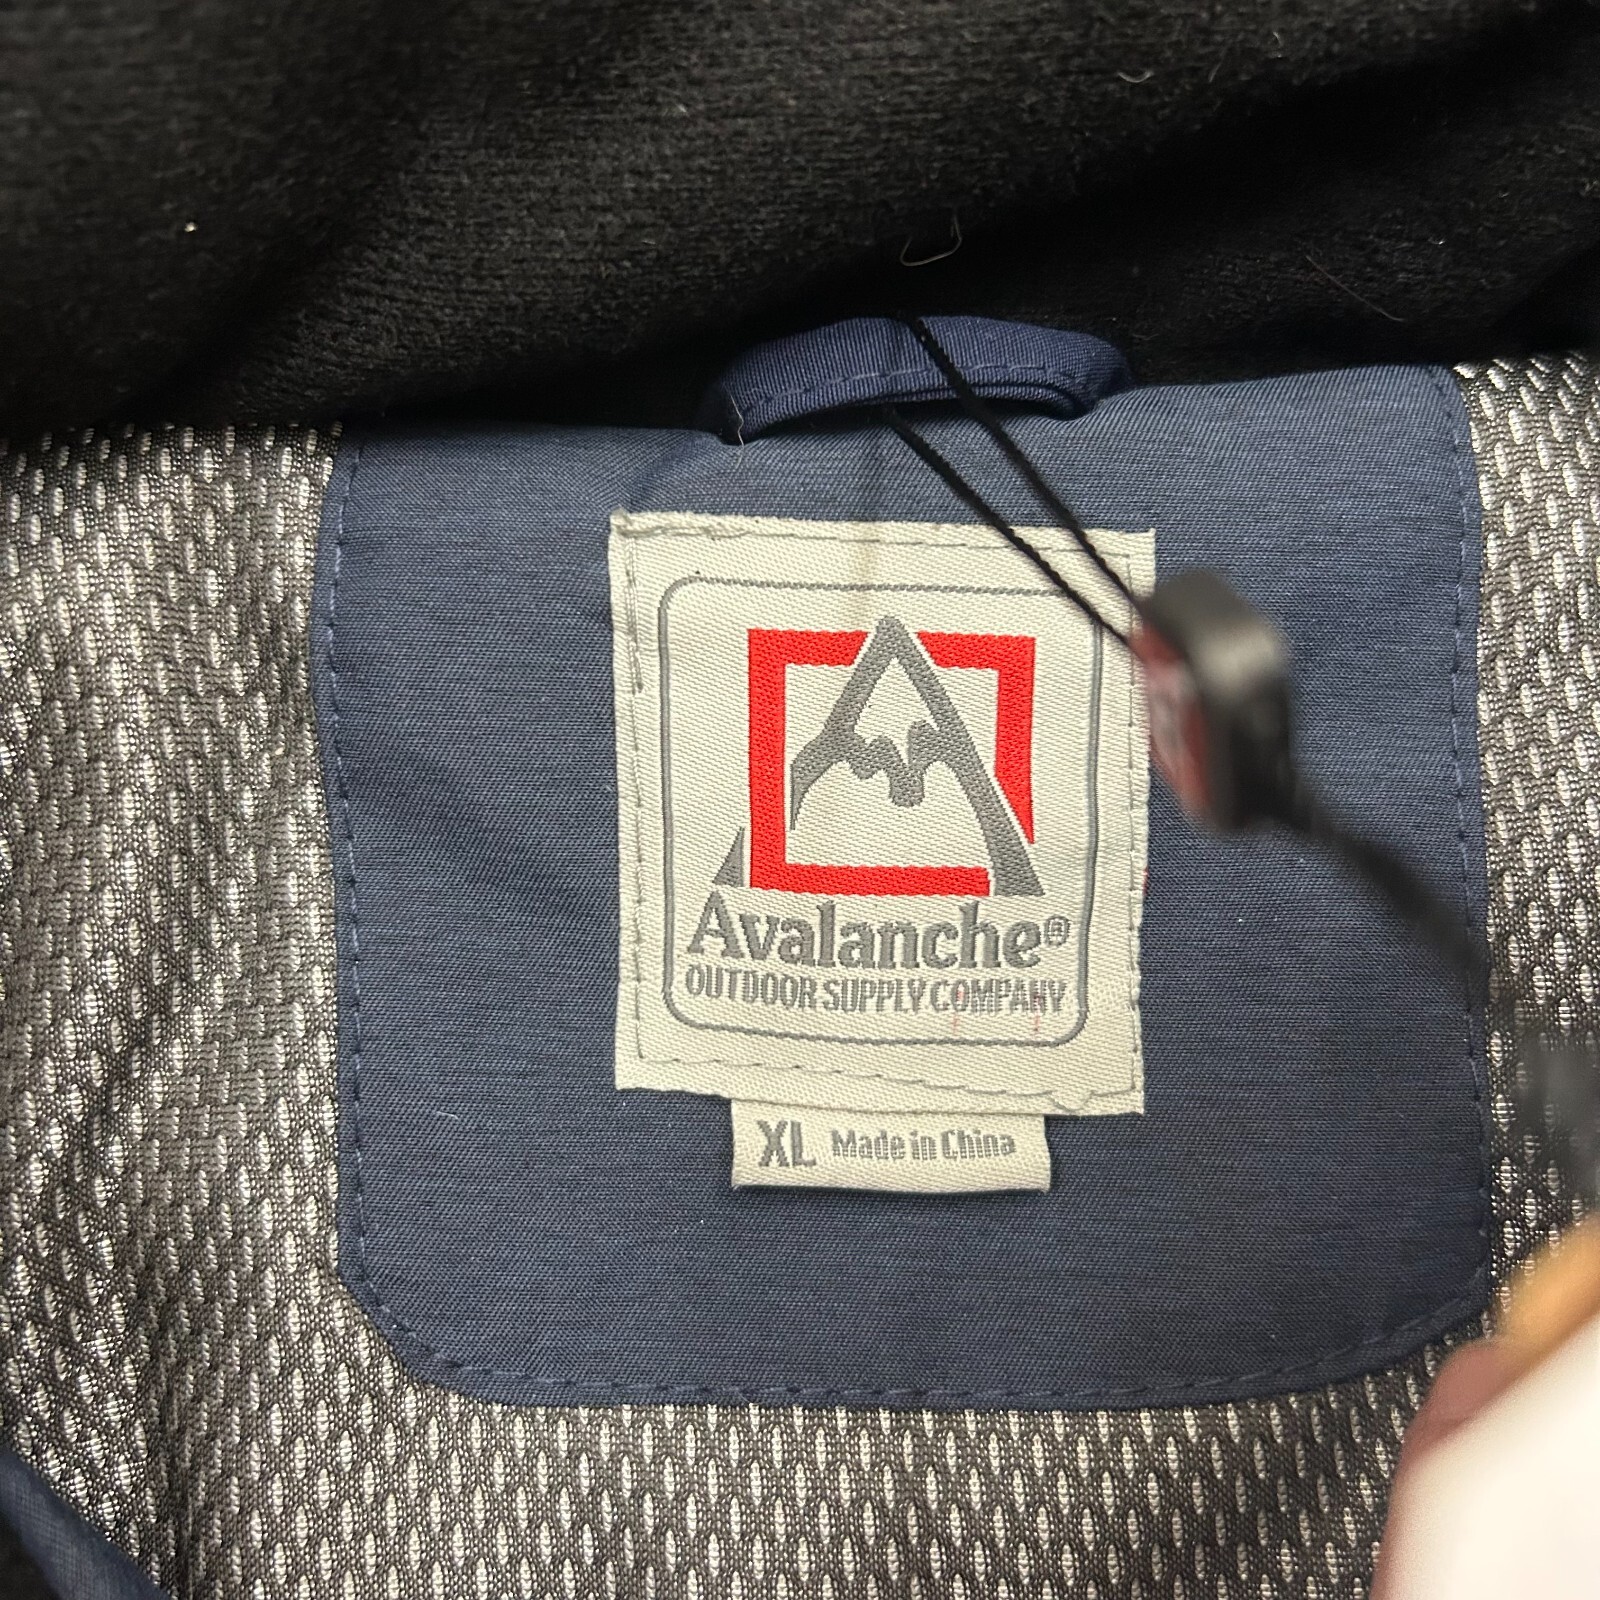 Avalanche®
OUTDOOR SUPPLY COMPANY
XL Made in China